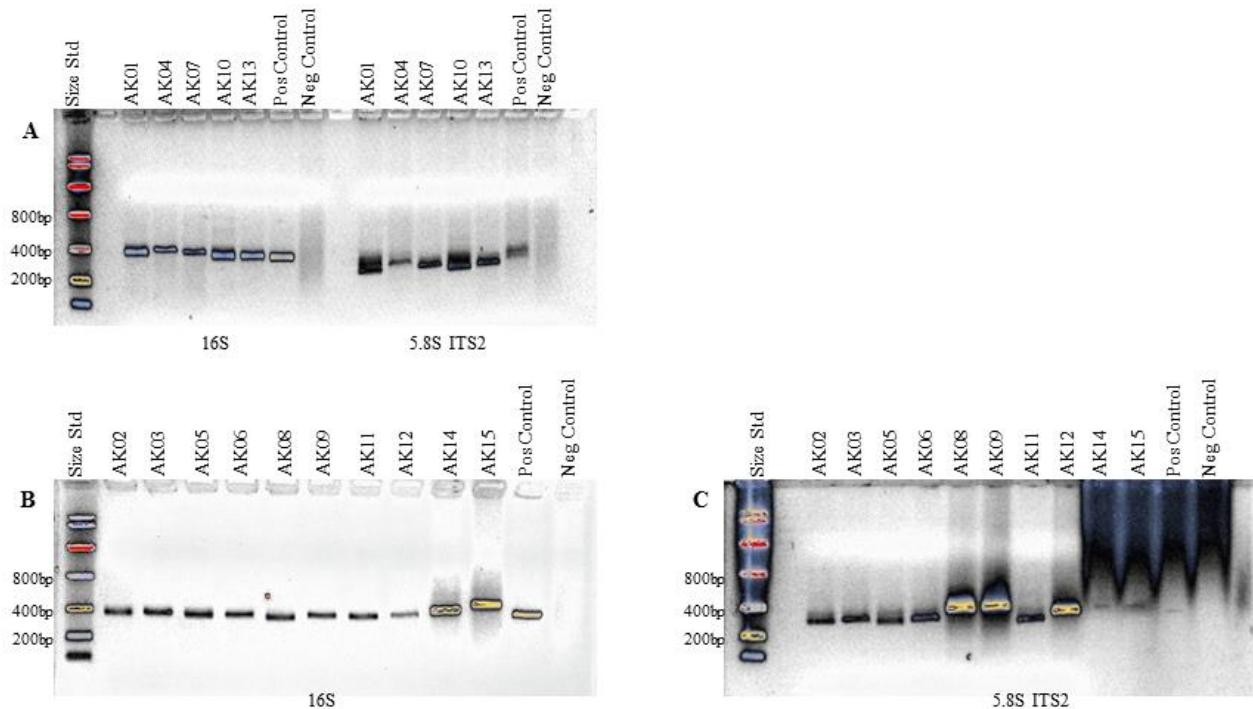 Size Std
AK01
AK04
AK07
AK10
AK13
Pos Control
Neg Control
AK01
AK04
AK07
AK10
AK13
Pos Control
Neg Control
A
800bp
400bp
200bp
16S
5.8S ITS2
Size Std
AK02
AK03
AK05
AK06
AK08
AK09
AK11
AK12
AK14
AK15
Pos Control
Neg Control
B
800bp
400bp
200bp
16S
Size Std
AK02
AK03
AK05
AK06
AK08
AK09
AK11
AK12
AK14
AK15
Pos Control
Neg Control
C
800bp
400bp
200bp
5.8S ITS2